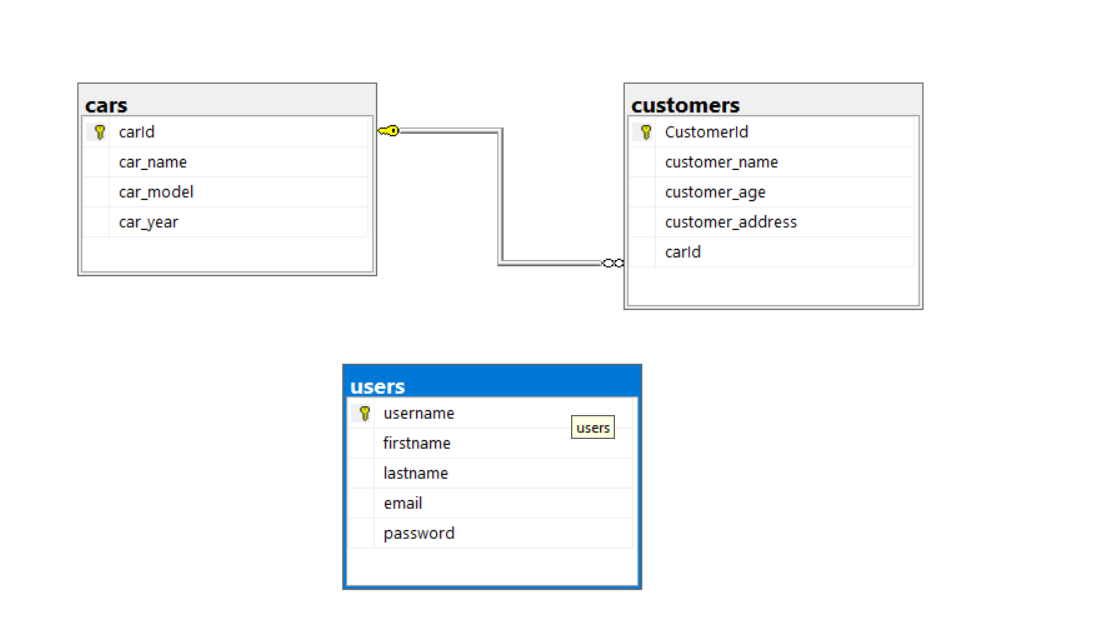 cars
carId
car_name
car_model
car_year
customers
CustomerId
customer_name
customer_age
customer_address
carId
users
username
users
firstname
lastname
email
password